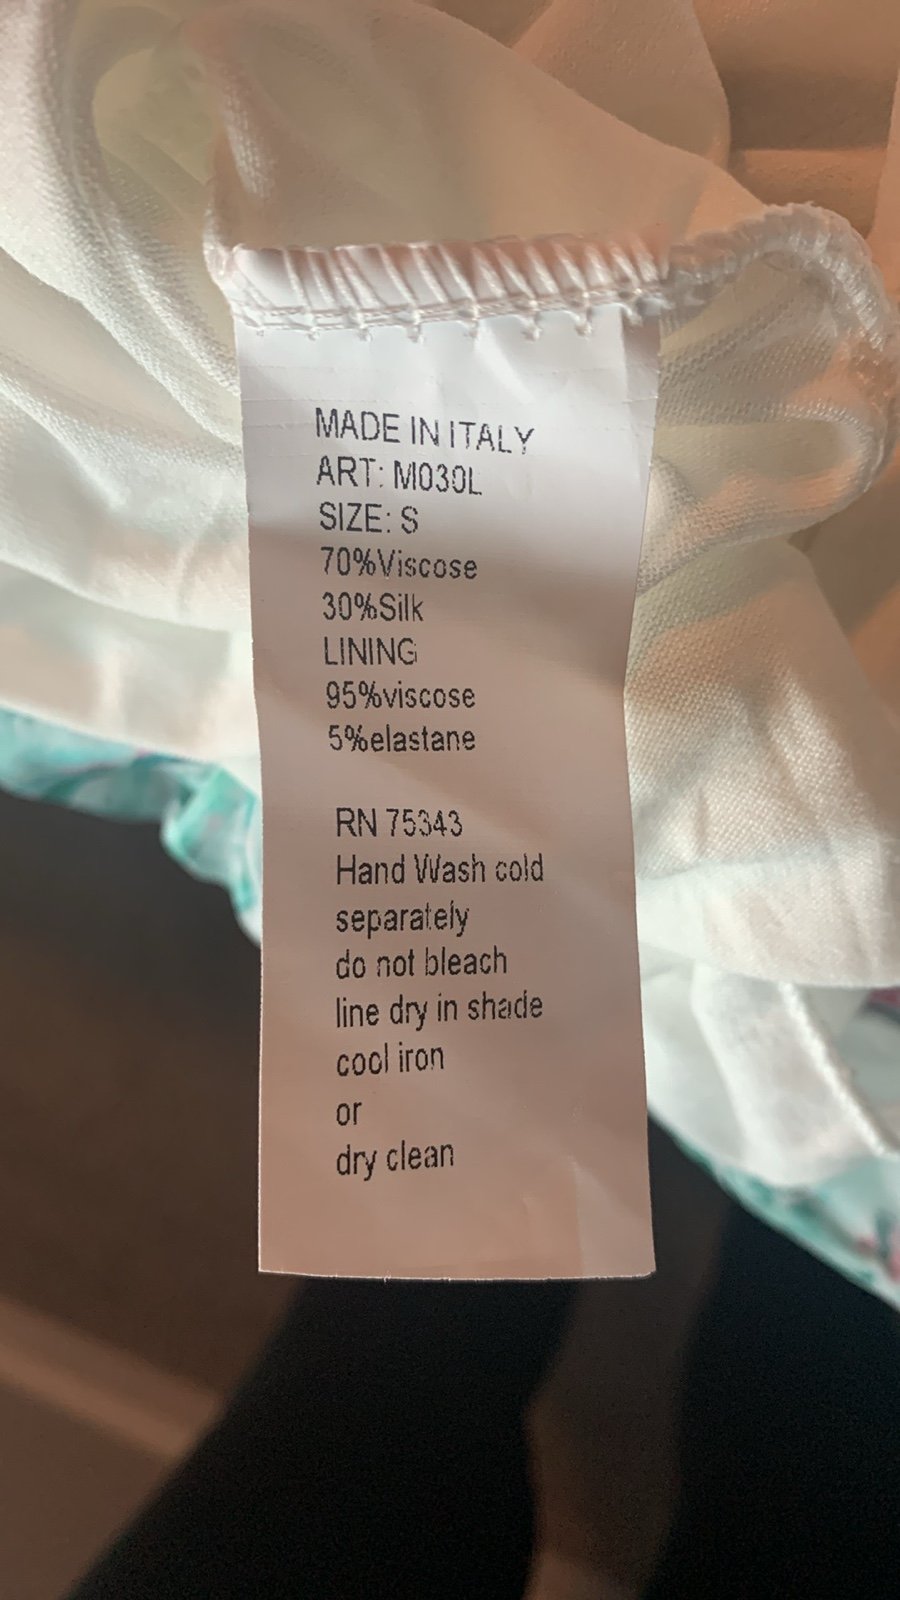 MADE IN ITALY
ART: M030L
SIZE: S
70%Viscose
30%Silk
LINING
95%viscose
5%elastane
RN 75343
Hand Wash cold
separately
do not bleach
line dry in shade
cool iron
or
dry clean